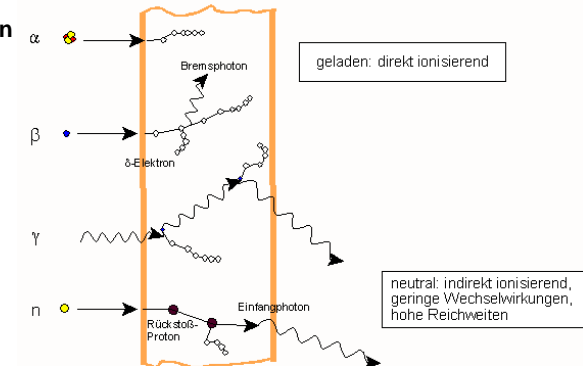 n
α
Bremsphoton
geladen: direkt ionisierend
β
δ-Elektron
γ
neutral: indirekt ionisierend,
geringe Wechselwirkungen,
hohe Reichweiten
n
Einfangphoton
Rückstoß-
Proton